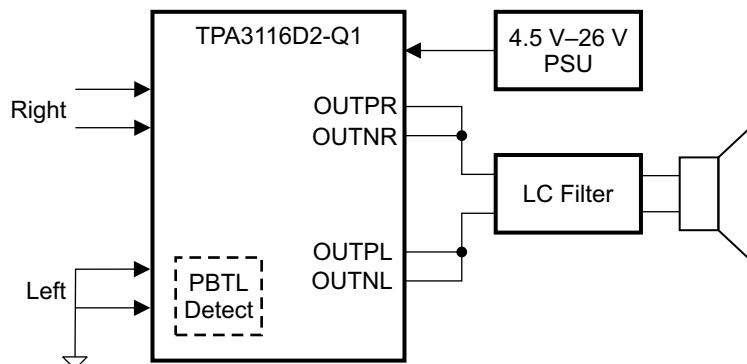 TPA3116D2-Q1
4.5 V–26 V
PSU
Right
OUTPR
OUTNR
LC Filter
OUTPL
OUTNL
Left
PBTL
Detect